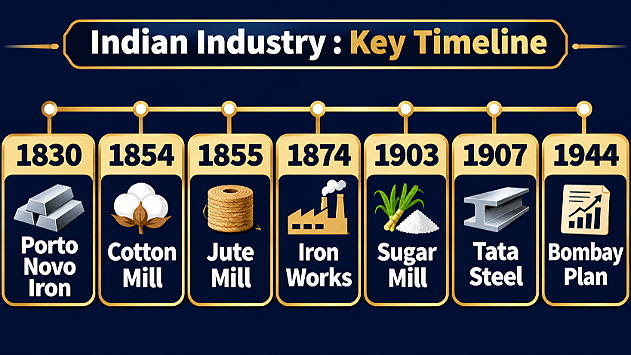 Indian Industry : Key Timeline
1830
Porto
Novo
Iron
1854
Cotton
Mill
1855
Jute
Mill
1874
Iron
Works
1903
Sugar
Mill
1907
Tata
Steel
1944
Bombay
Plan